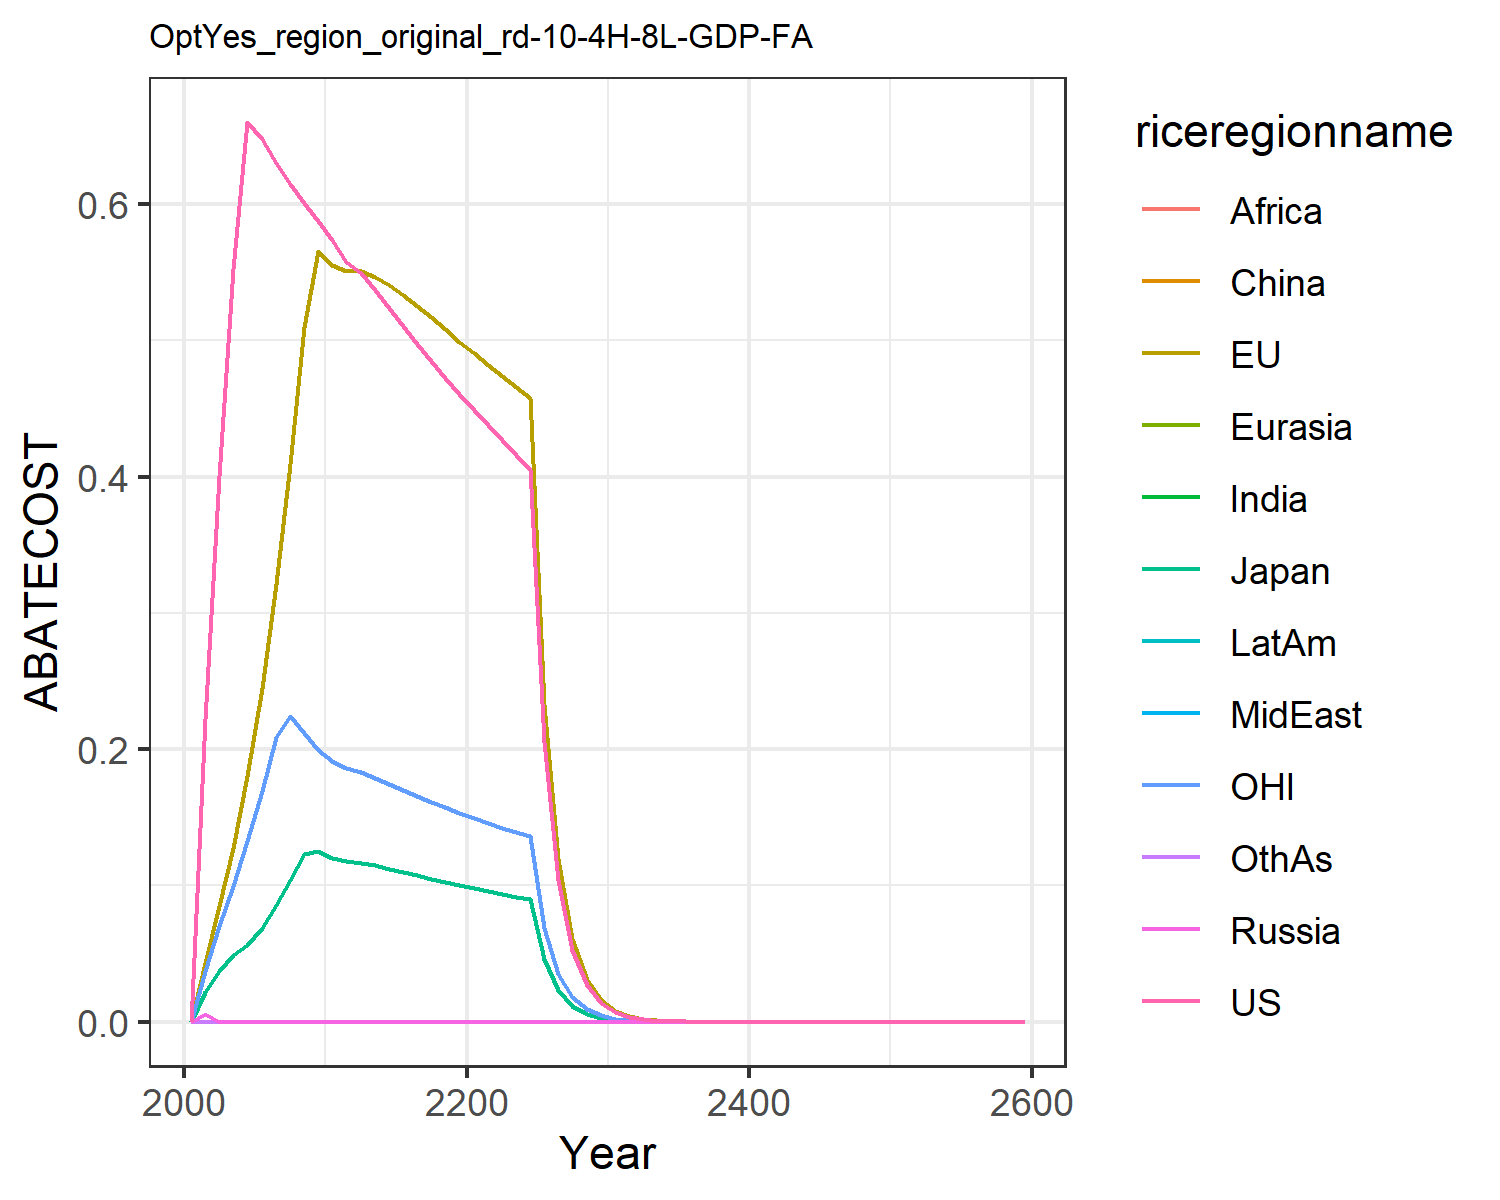 OptYes_region_original_rd-10-4H-8L-GDP-FA
ABATECOST
0.6
0.4
0.2
0.0
2000
2200
2400
2600
Year
riceregionname
Africa
China
EU
Eurasia
India
Japan
LatAm
MidEast
OHI
OthAs
Russia
US